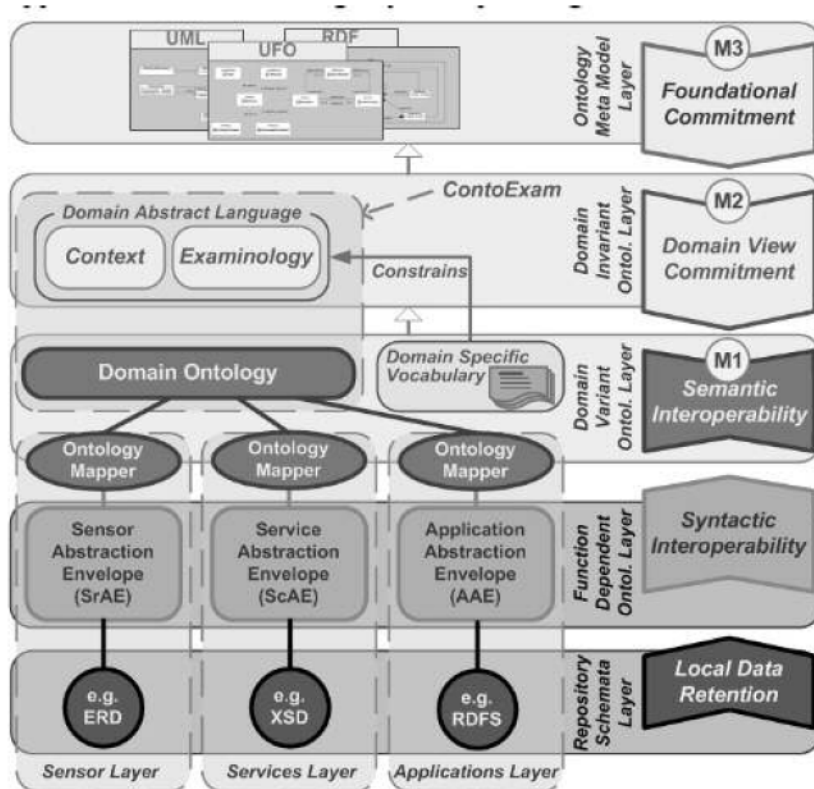 UML
RDF
UFO
Ontology
Meta Model
Layer
M3
Foundational
Commitment
ContoExam
Domain Abstract Language
Context
Examinology
Constrains
Domain
Invariant
Ontol. Layer
M2
Domain View
Commitment
Domain Ontology
Domain Specific
Vocabulary
Domain
Variant
Ontol. Layer
M1
Semantic
Interoperability
Ontology
Mapper
Ontology
Mapper
Ontology
Mapper
Sensor
Abstraction
Envelope
(SrAE)
Service
Abstraction
Envelope
(ScAE)
Application
Abstraction
Envelope
(AAE)
Function
Dependent
Ontol. Layer
Syntactic
Interoperability
e.g.
ERD
e.g.
XSD
e.g.
RDFS
Repository
Schemata
Layer
Local Data
Retention
Sensor Layer
Services Layer
Applications Layer